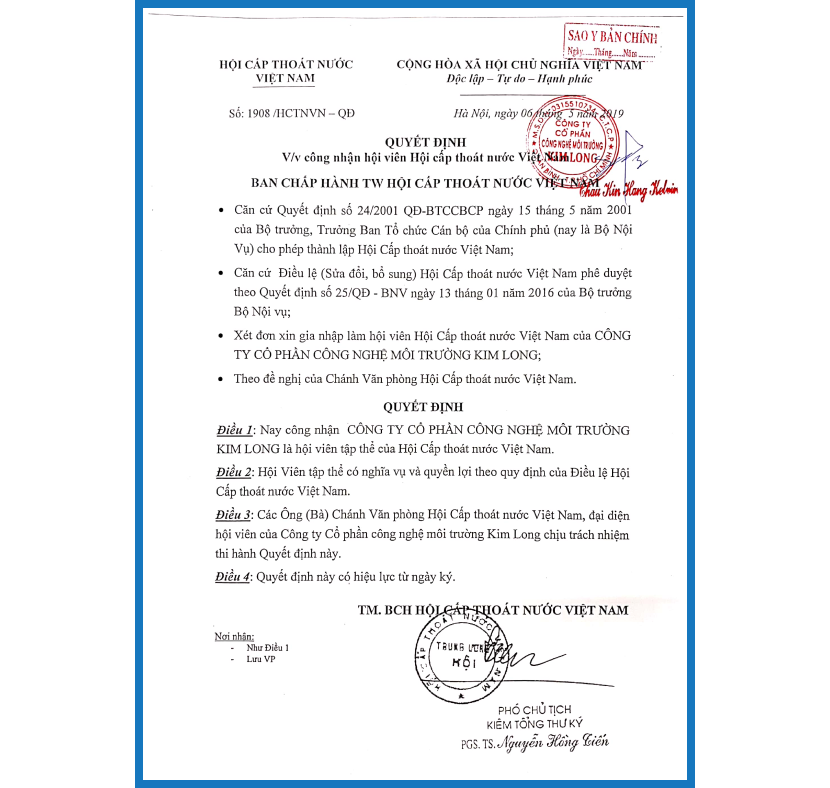 SAO Y BẢN CHÍNH
Ngày......Tháng.....Năm.........
HỘI CẤP THOÁT NƯỚC
VIỆT NAM
CỘNG HÒA XÃ HỘI CHỦ NGHĨA VIỆT NAM
Độc lập – Tự do – Hạnh phúc
Số: 1908 /HCTNVN – QĐ
Hà Nội, ngày 06 tháng 5 năm 2019
M.S.D.N: 0315510734 - C.T.C.P
CÔNG TY
CỔ PHẦN
CÔNG NGHỆ MÔI TRƯỜNG
KIM LONG
Chau Kin Hang Kelvin
QUYẾT ĐỊNH
V/v công nhận hội viên Hội cấp thoát nước Việt Nam
BAN CHẤP HÀNH TW HỘI CẤP THOÁT NƯỚC VIỆT NAM
• Căn cứ Quyết định số 24/2001 QĐ-BTCCBCP ngày 15 tháng 5 năm 2001
của Bộ trưởng, Trưởng Ban Tổ chức Cán bộ của Chính phủ (nay là Bộ Nội
Vụ) cho phép thành lập Hội Cấp thoát nước Việt Nam;
• Căn cứ Điều lệ (Sửa đổi, bổ sung) Hội Cấp thoát nước Việt Nam phê duyệt
theo Quyết định số 25/QĐ - BNV ngày 13 tháng 01 năm 2016 của Bộ trưởng
Bộ Nội vụ;
• Xét đơn xin gia nhập làm hội viên Hội Cấp thoát nước Việt Nam của CÔNG
TY CỔ PHẦN CÔNG NGHỆ MÔI TRƯỜNG KIM LONG;
• Theo đề nghị của Chánh Văn phòng Hội Cấp thoát nước Việt Nam.
QUYẾT ĐỊNH
Điều 1: Nay công nhận CÔNG TY CỔ PHẦN CÔNG NGHỆ MÔI TRƯỜNG
KIM LONG là hội viên tập thể của Hội Cấp thoát nước Việt Nam.
Điều 2: Hội Viên tập thể có nghĩa vụ và quyền lợi theo quy định của Điều lệ Hội
Cấp thoát nước Việt Nam.
Điều 3: Các Ông (Bà) Chánh Văn phòng Hội Cấp thoát nước Việt Nam, đại diện
hội viên của Công ty Cổ phần công nghệ môi trường Kim Long chịu trách nhiệm
thi hành Quyết định này.
Điều 4: Quyết định này có hiệu lực từ ngày ký.
TM. BCH HỘI CẤP THOÁT NƯỚC VIỆT NAM
Nơi nhận:
- Như Điều 1
- Lưu VP
HỘI CẤP THOÁT NƯỚC VIỆT NAM
TRUNG ƯƠNG
HỘI
PHÓ CHỦ TỊCH
KIÊM TỔNG THƯ KÝ
PGS. TS. Nguyễn Hồng Tiến